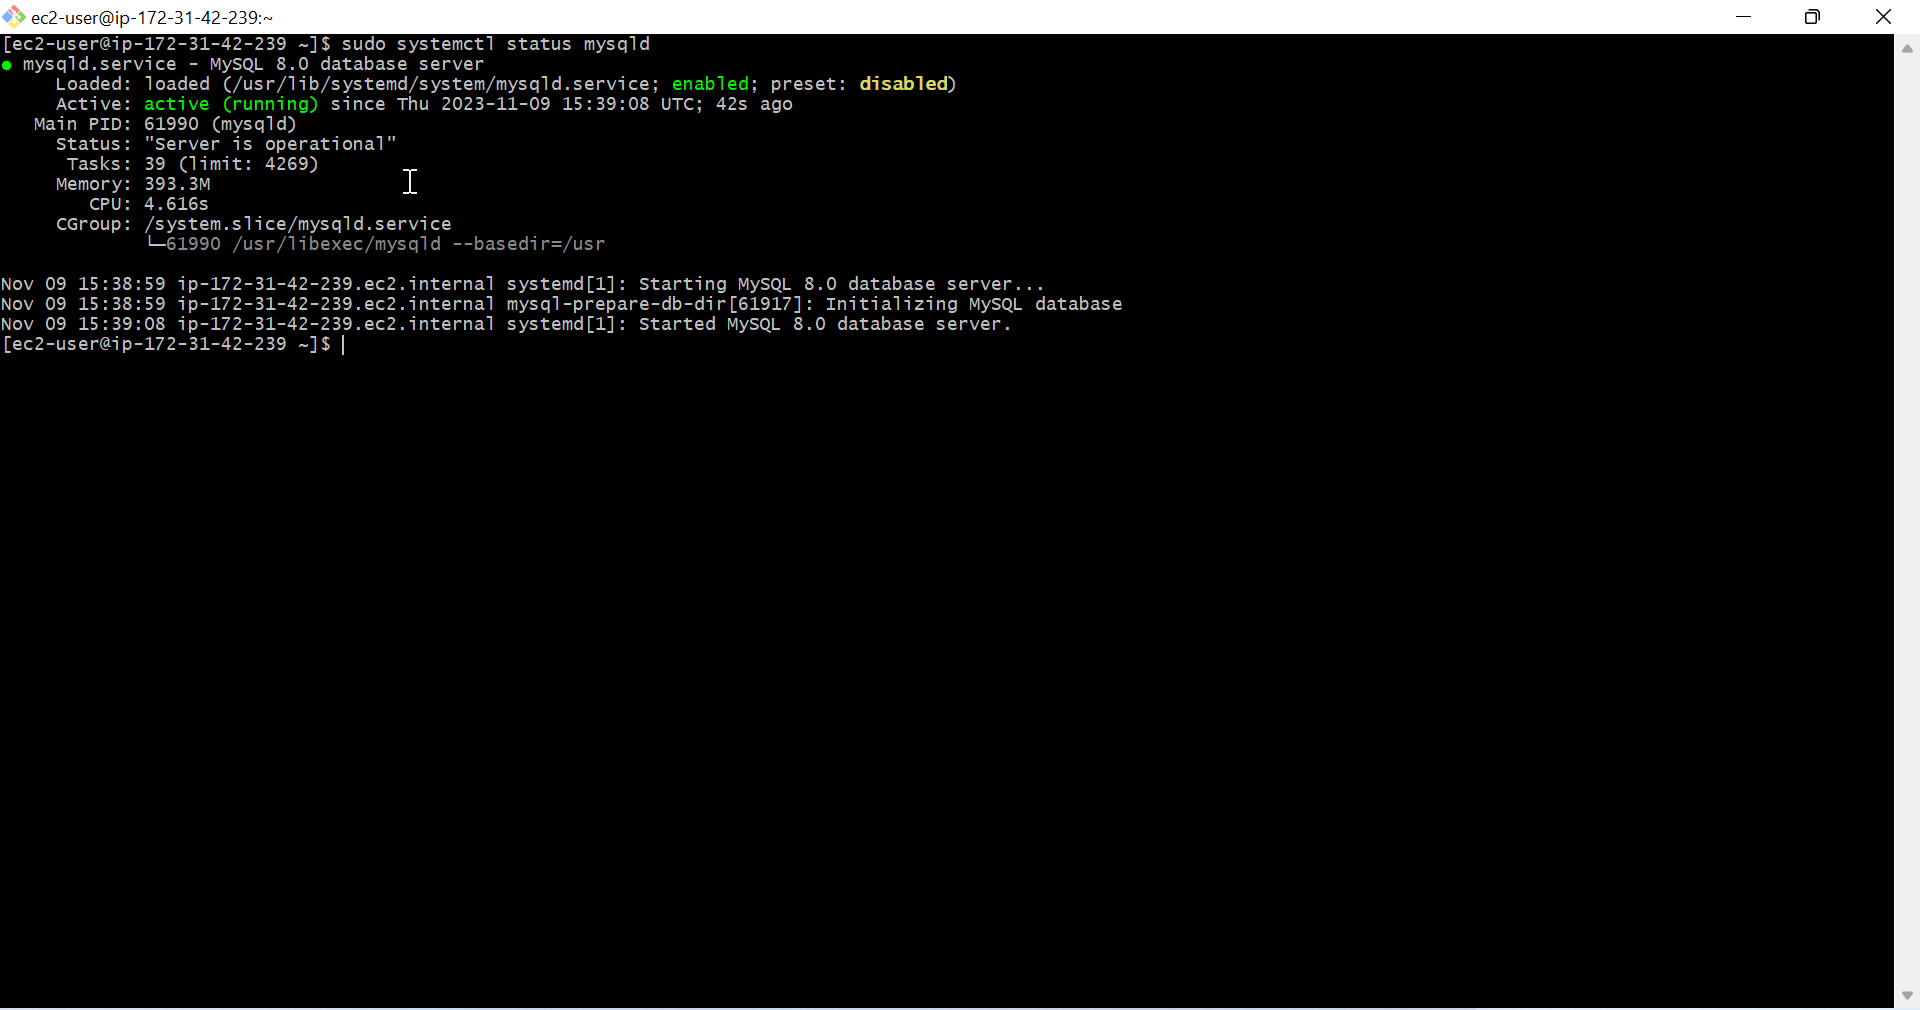 ec2-user@ip-172-31-42-239:~
[ec2-user@ip-172-31-42-239 ~]$ sudo systemctl status mysqld
● mysqld.service - MySQL 8.0 database server
     Loaded: loaded (/usr/lib/systemd/system/mysqld.service; enabled; preset: disabled)
     Active: active (running) since Thu 2023-11-09 15:39:08 UTC; 42s ago
   Main PID: 61990 (mysqld)
     Status: "Server is operational"
      Tasks: 39 (limit: 4269)
     Memory: 393.3M
        CPU: 4.616s
     CGroup: /system.slice/mysqld.service
             └─61990 /usr/libexec/mysqld --basedir=/usr
Nov 09 15:38:59 ip-172-31-42-239.ec2.internal systemd[1]: Starting MySQL 8.0 database server...
Nov 09 15:38:59 ip-172-31-42-239.ec2.internal mysql-prepare-db-dir[61917]: Initializing MySQL database
Nov 09 15:39:08 ip-172-31-42-239.ec2.internal systemd[1]: Started MySQL 8.0 database server.
[ec2-user@ip-172-31-42-239 ~]$